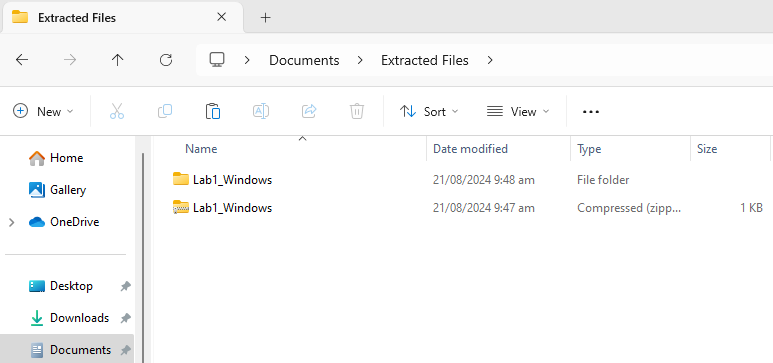 Extracted Files
Documents Extracted Files
New Sort View
Name Date modified Type Size
Home
Gallery
OneDrive
Desktop
Downloads
Documents
Lab1_Windows 21/08/2024 9:48 am File folder
Lab1_Windows 21/08/2024 9:47 am Compressed (zipp... 1 KB